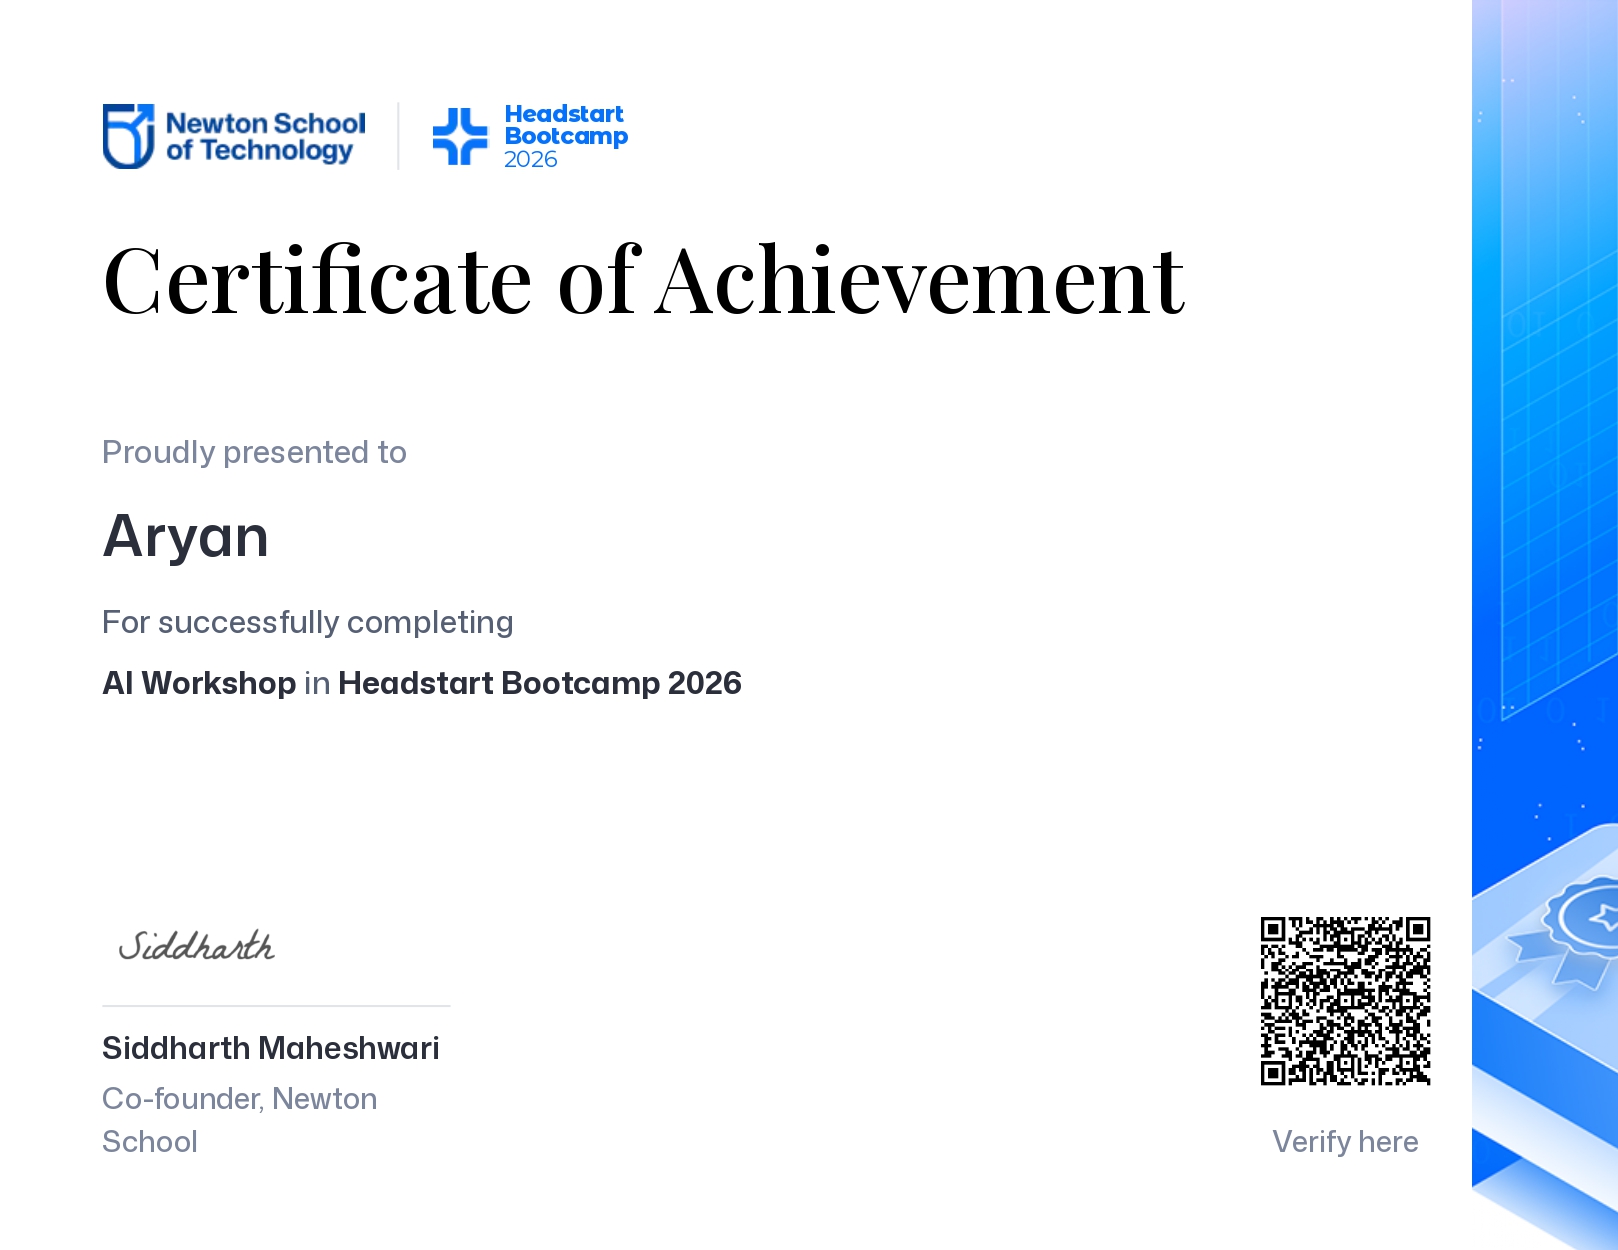 Newton School
of Technology
Headstart
Bootcamp
2026
Certificate of Achievement
Proudly presented to
Aryan
For successfully completing
AI Workshop in Headstart Bootcamp 2026
Siddharth
Siddharth Maheshwari
Co-founder, Newton
School
Verify here